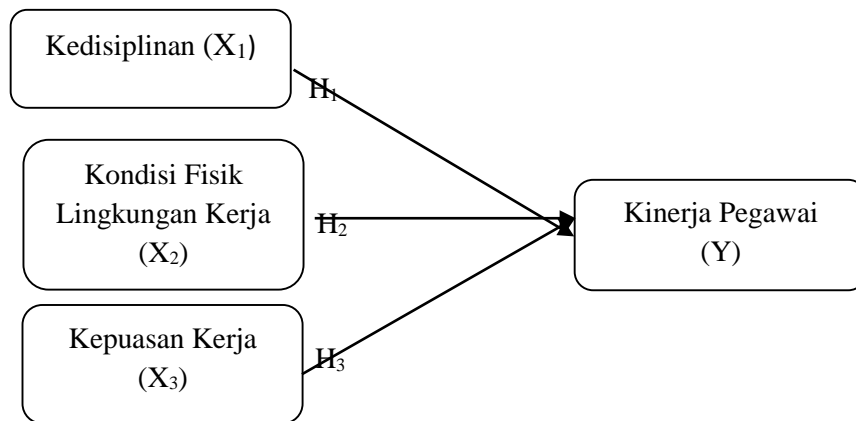 Kedisiplinan (X₁)
H₁
Kondisi Fisik
Lingkungan Kerja
(X₂)
H₂
Kinerja Pegawai
(Y)
Kepuasan Kerja
(X₃)
H₃